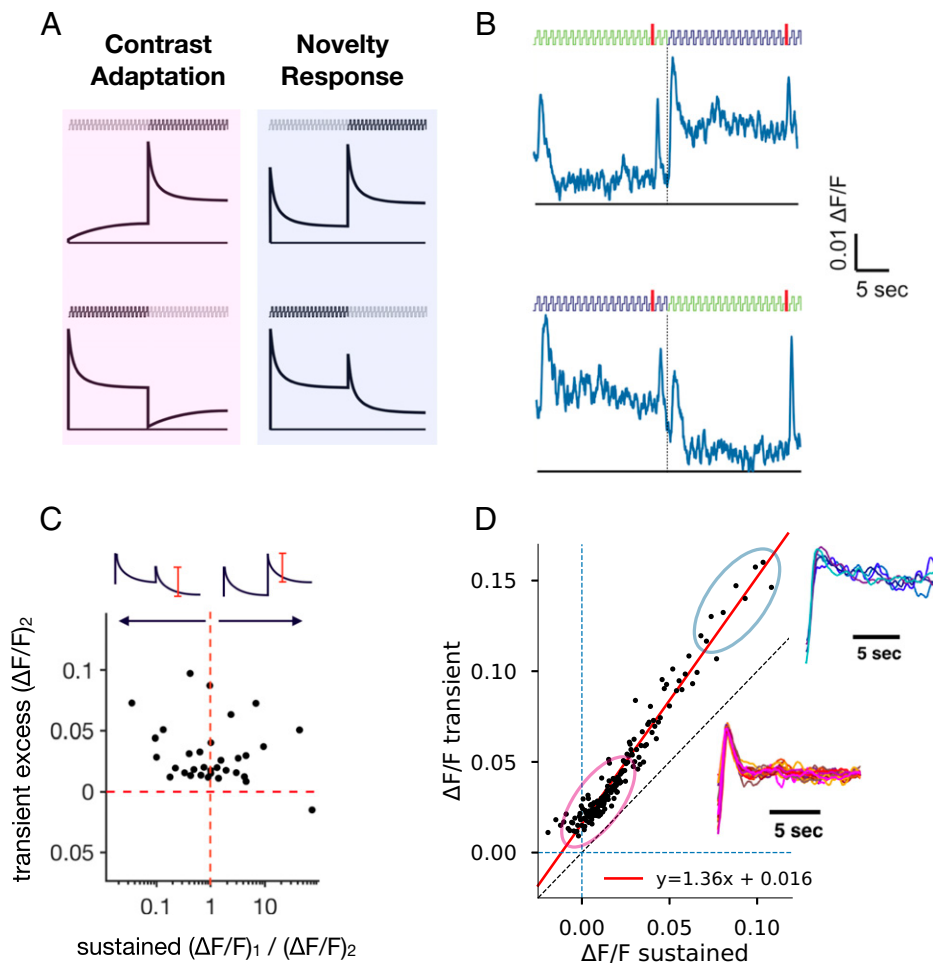 A
Contrast
Adaptation
Novelty
Response
B
0.01 ΔF/F
5 sec
C
transient excess (ΔF/F)2
0.1
0.05
0
0.05
0.1
1
10
sustained (ΔF/F)1 / (ΔF/F)2
D
ΔF/F transient
0.15
0.10
0.05
0.00
0.00
0.05
0.10
ΔF/F sustained
y=1.36x + 0.016
5 sec
5 sec